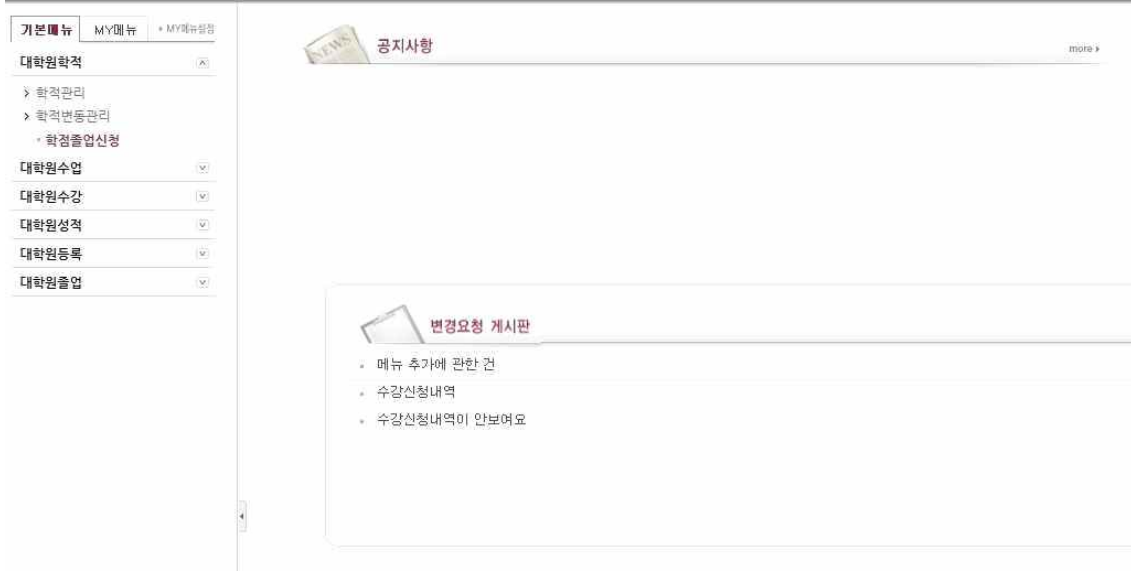 기본메뉴 MY메뉴 MY메뉴설정
대학원학적
학적관리
학적변동관리
학점졸업신청
대학원수업
대학원수강
대학원성적
대학원등록
대학원졸업
NEWS
공지사항 more
변경요청 게시판
메뉴 추가에 관한 건
수강신청내역
수강신청내역이 안보여요